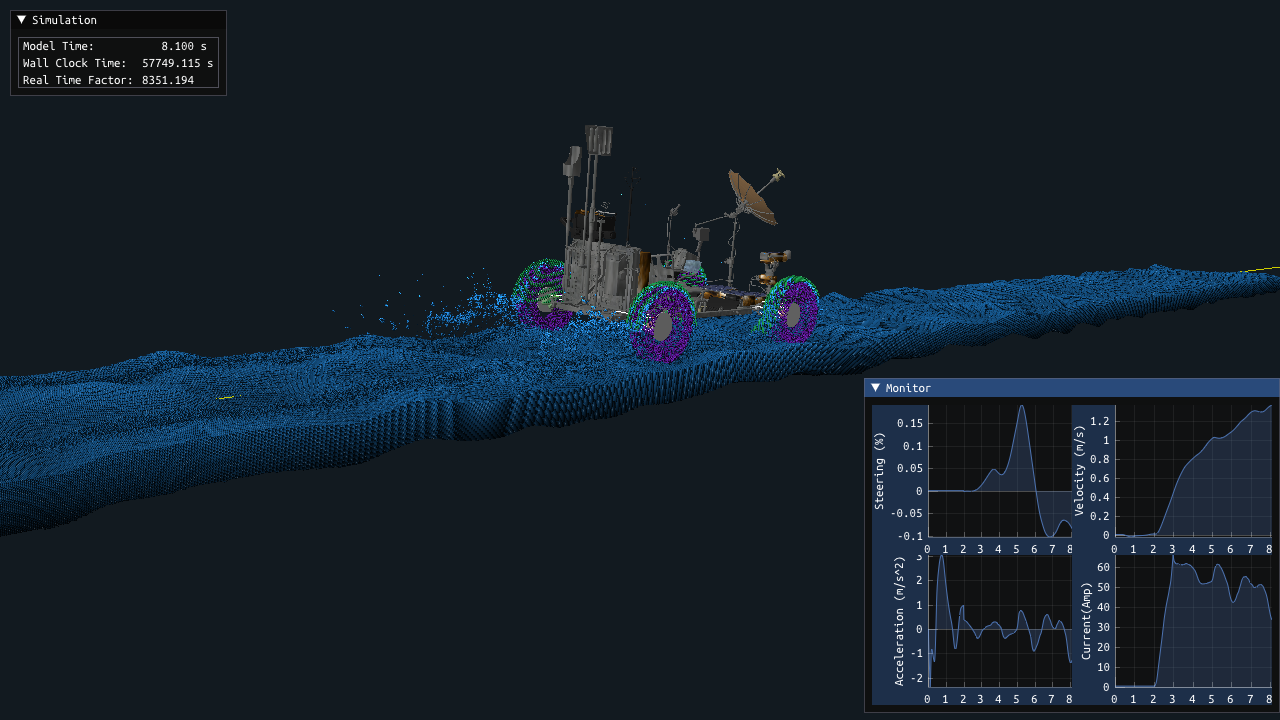 ▼ Simulation
Model Time: 8.100 s
Wall Clock Time: 57749.115 s
Real Time Factor: 8351.194
▼ Monitor
Steering (%)
0.15
0.1
0.05
0
-0.05
-0.1
0 1 2 3 4 5 6 7 8
Velocity (m/s)
1.2
1
0.8
0.6
0.4
0.2
0
0 1 2 3 4 5 6 7 8
Acceleration (m/s^2)
3
2
1
0
-1
-2
0 1 2 3 4 5 6 7 8
Current(Amp)
60
50
40
30
20
10
0
0 1 2 3 4 5 6 7 8